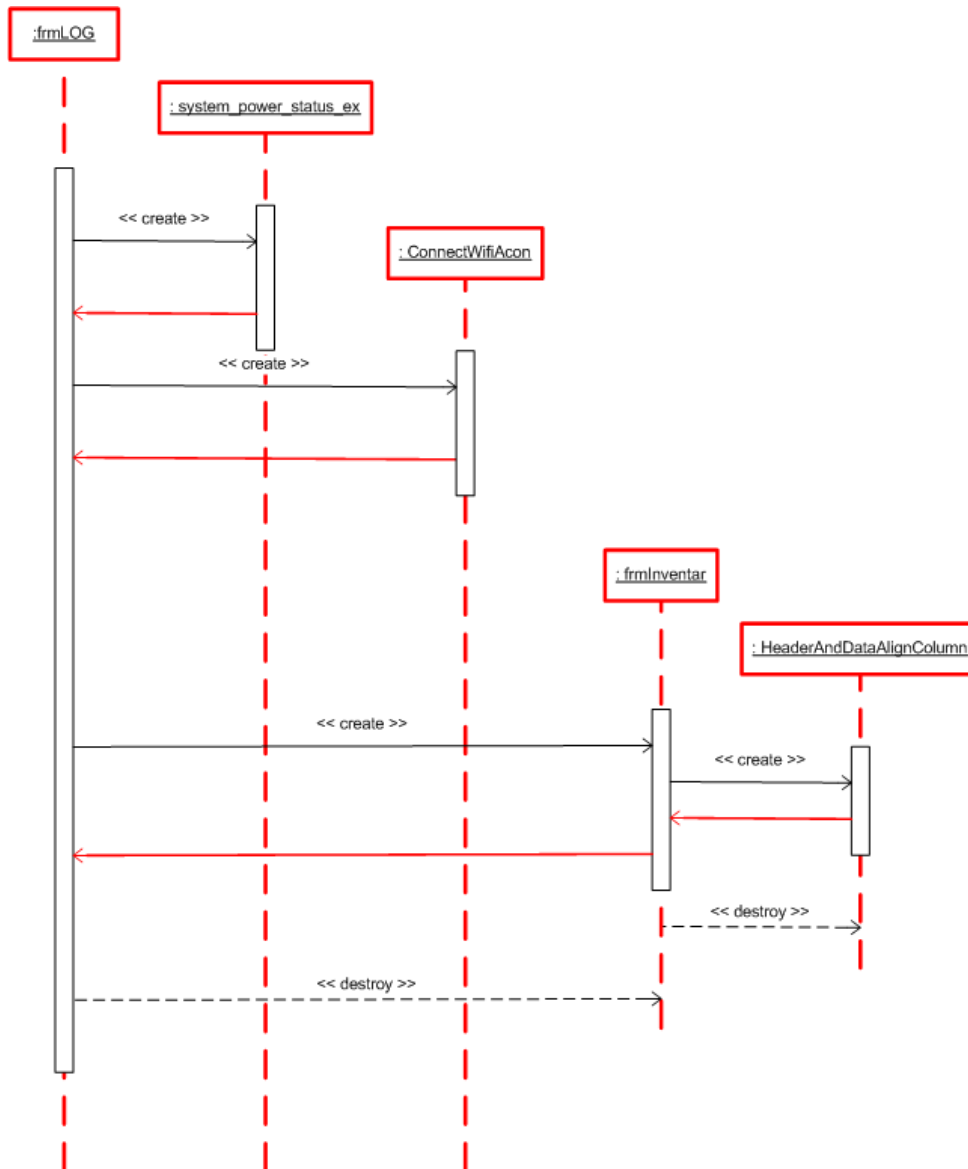 :frmLOG
: system_power_status_ex
<< create >>
: ConnectWifiAcon
<< create >>
: frmInventar
: HeaderAndDataAlignColumn
<< create >>
<< create >>
<< destroy >>
<< destroy >>